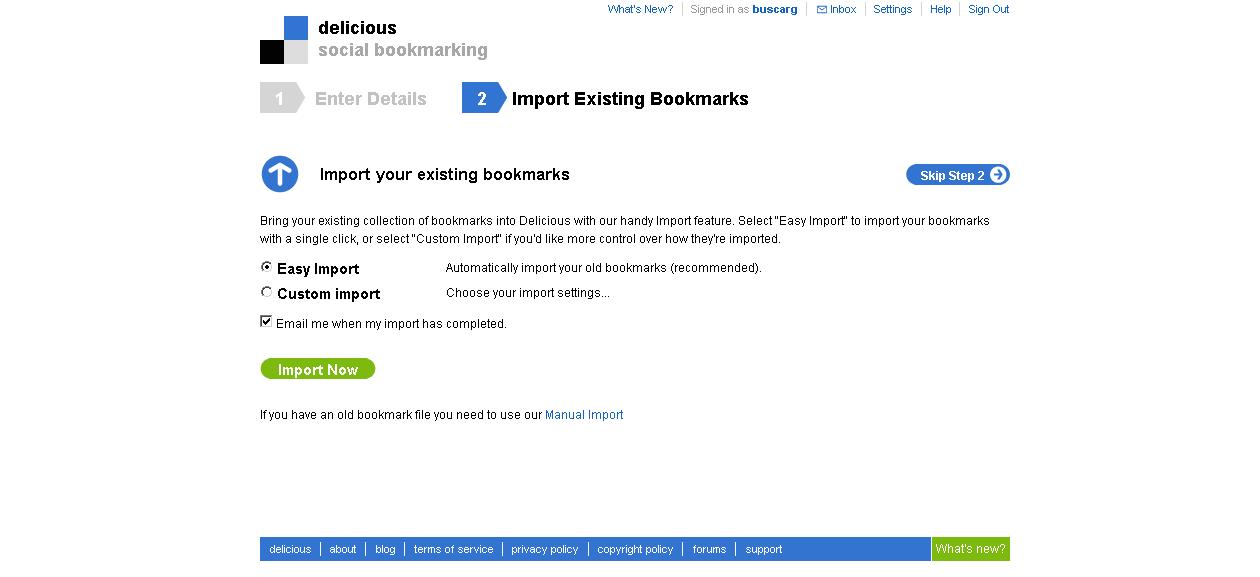 What's New? Signed in as buscarg Inbox Settings Help Sign Out
delicious
social bookmarking
1 Enter Details 2 Import Existing Bookmarks
Import your existing bookmarks Skip Step 2
Bring your existing collection of bookmarks into Delicious with our handy Import feature. Select "Easy Import" to import your bookmarks
with a single click, or select "Custom Import" if you'd like more control over how they're imported.
Easy Import Automatically import your old bookmarks (recommended).
Custom import Choose your import settings...
Email me when my import has completed.
Import Now
If you have an old bookmark file you need to use our Manual Import
delicious about blog terms of service privacy policy copyright policy forums support What's new?